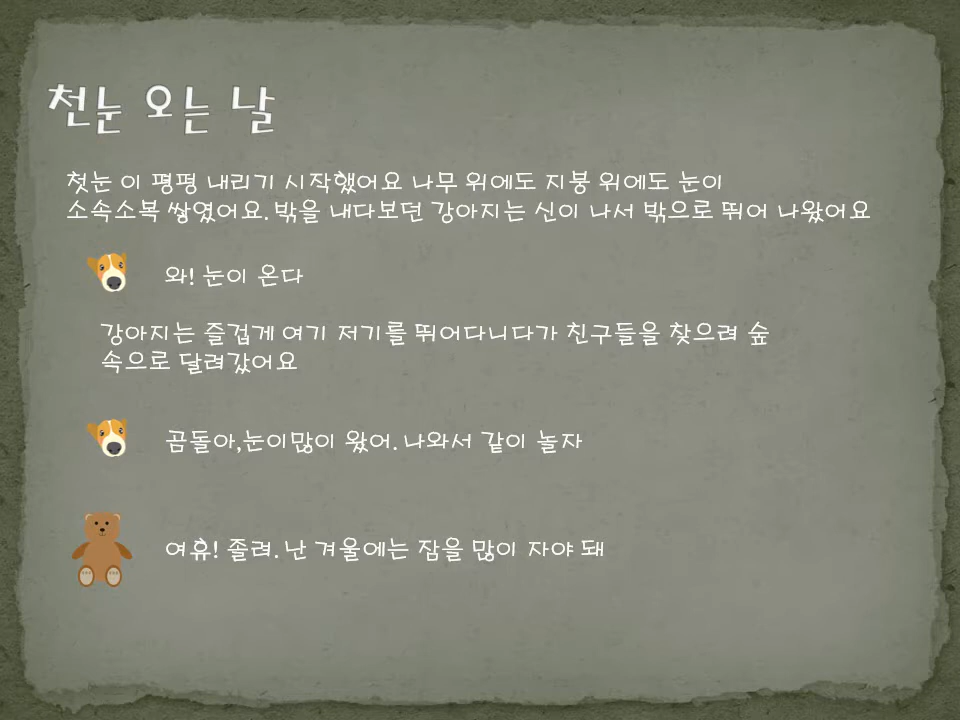 천눈 오는 날
첫눈 이 평펑 내리기 시작했어요 나무 위에도 지붕 위에도 눈이
소속소복 쌓였어요. 밖을 내다보던 강아지는 신이 나서 밖으로 뛰어 나왔어요
와! 눈이 온다
강아지는 즐겁게 여기 저기를 뛰어다니다가 친구들을 찾으려 숲
속으로 달려갔어요
곰돌아,눈이많이 왔어. 나와서 같이 놀자
여휴! 졸려. 난 겨울에는 잠을 많이 자야 돼